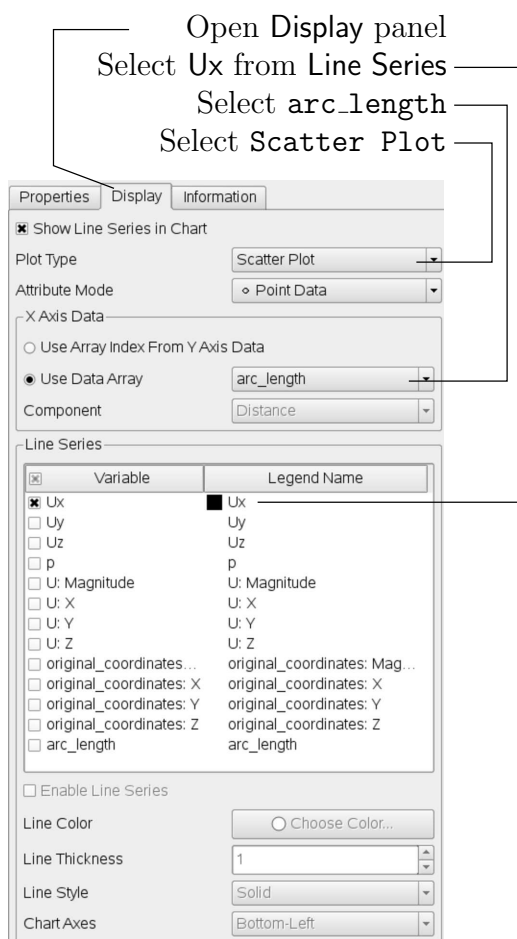 Open Display panel
Select Ux from Line Series
Select arc_length
Select Scatter Plot
Properties Display Information
Show Line Series in Chart
Plot Type Scatter Plot
Attribute Mode Point Data
X Axis Data
Use Array Index From Y Axis Data
Use Data Array arc_length
Component Distance
Line Series
Variable Legend Name
Ux Ux
Uy Uy
Uz Uz
p p
U: Magnitude U: Magnitude
U: X U: X
U: Y U: Y
U: Z U: Z
original_coordinates... original_coordinates: Mag...
original_coordinates: X original_coordinates: X
original_coordinates: Y original_coordinates: Y
original_coordinates: Z original_coordinates: Z
arc_length arc_length
Enable Line Series
Line Color Choose Color...
Line Thickness 1
Line Style Solid
Chart Axes Bottom-Left